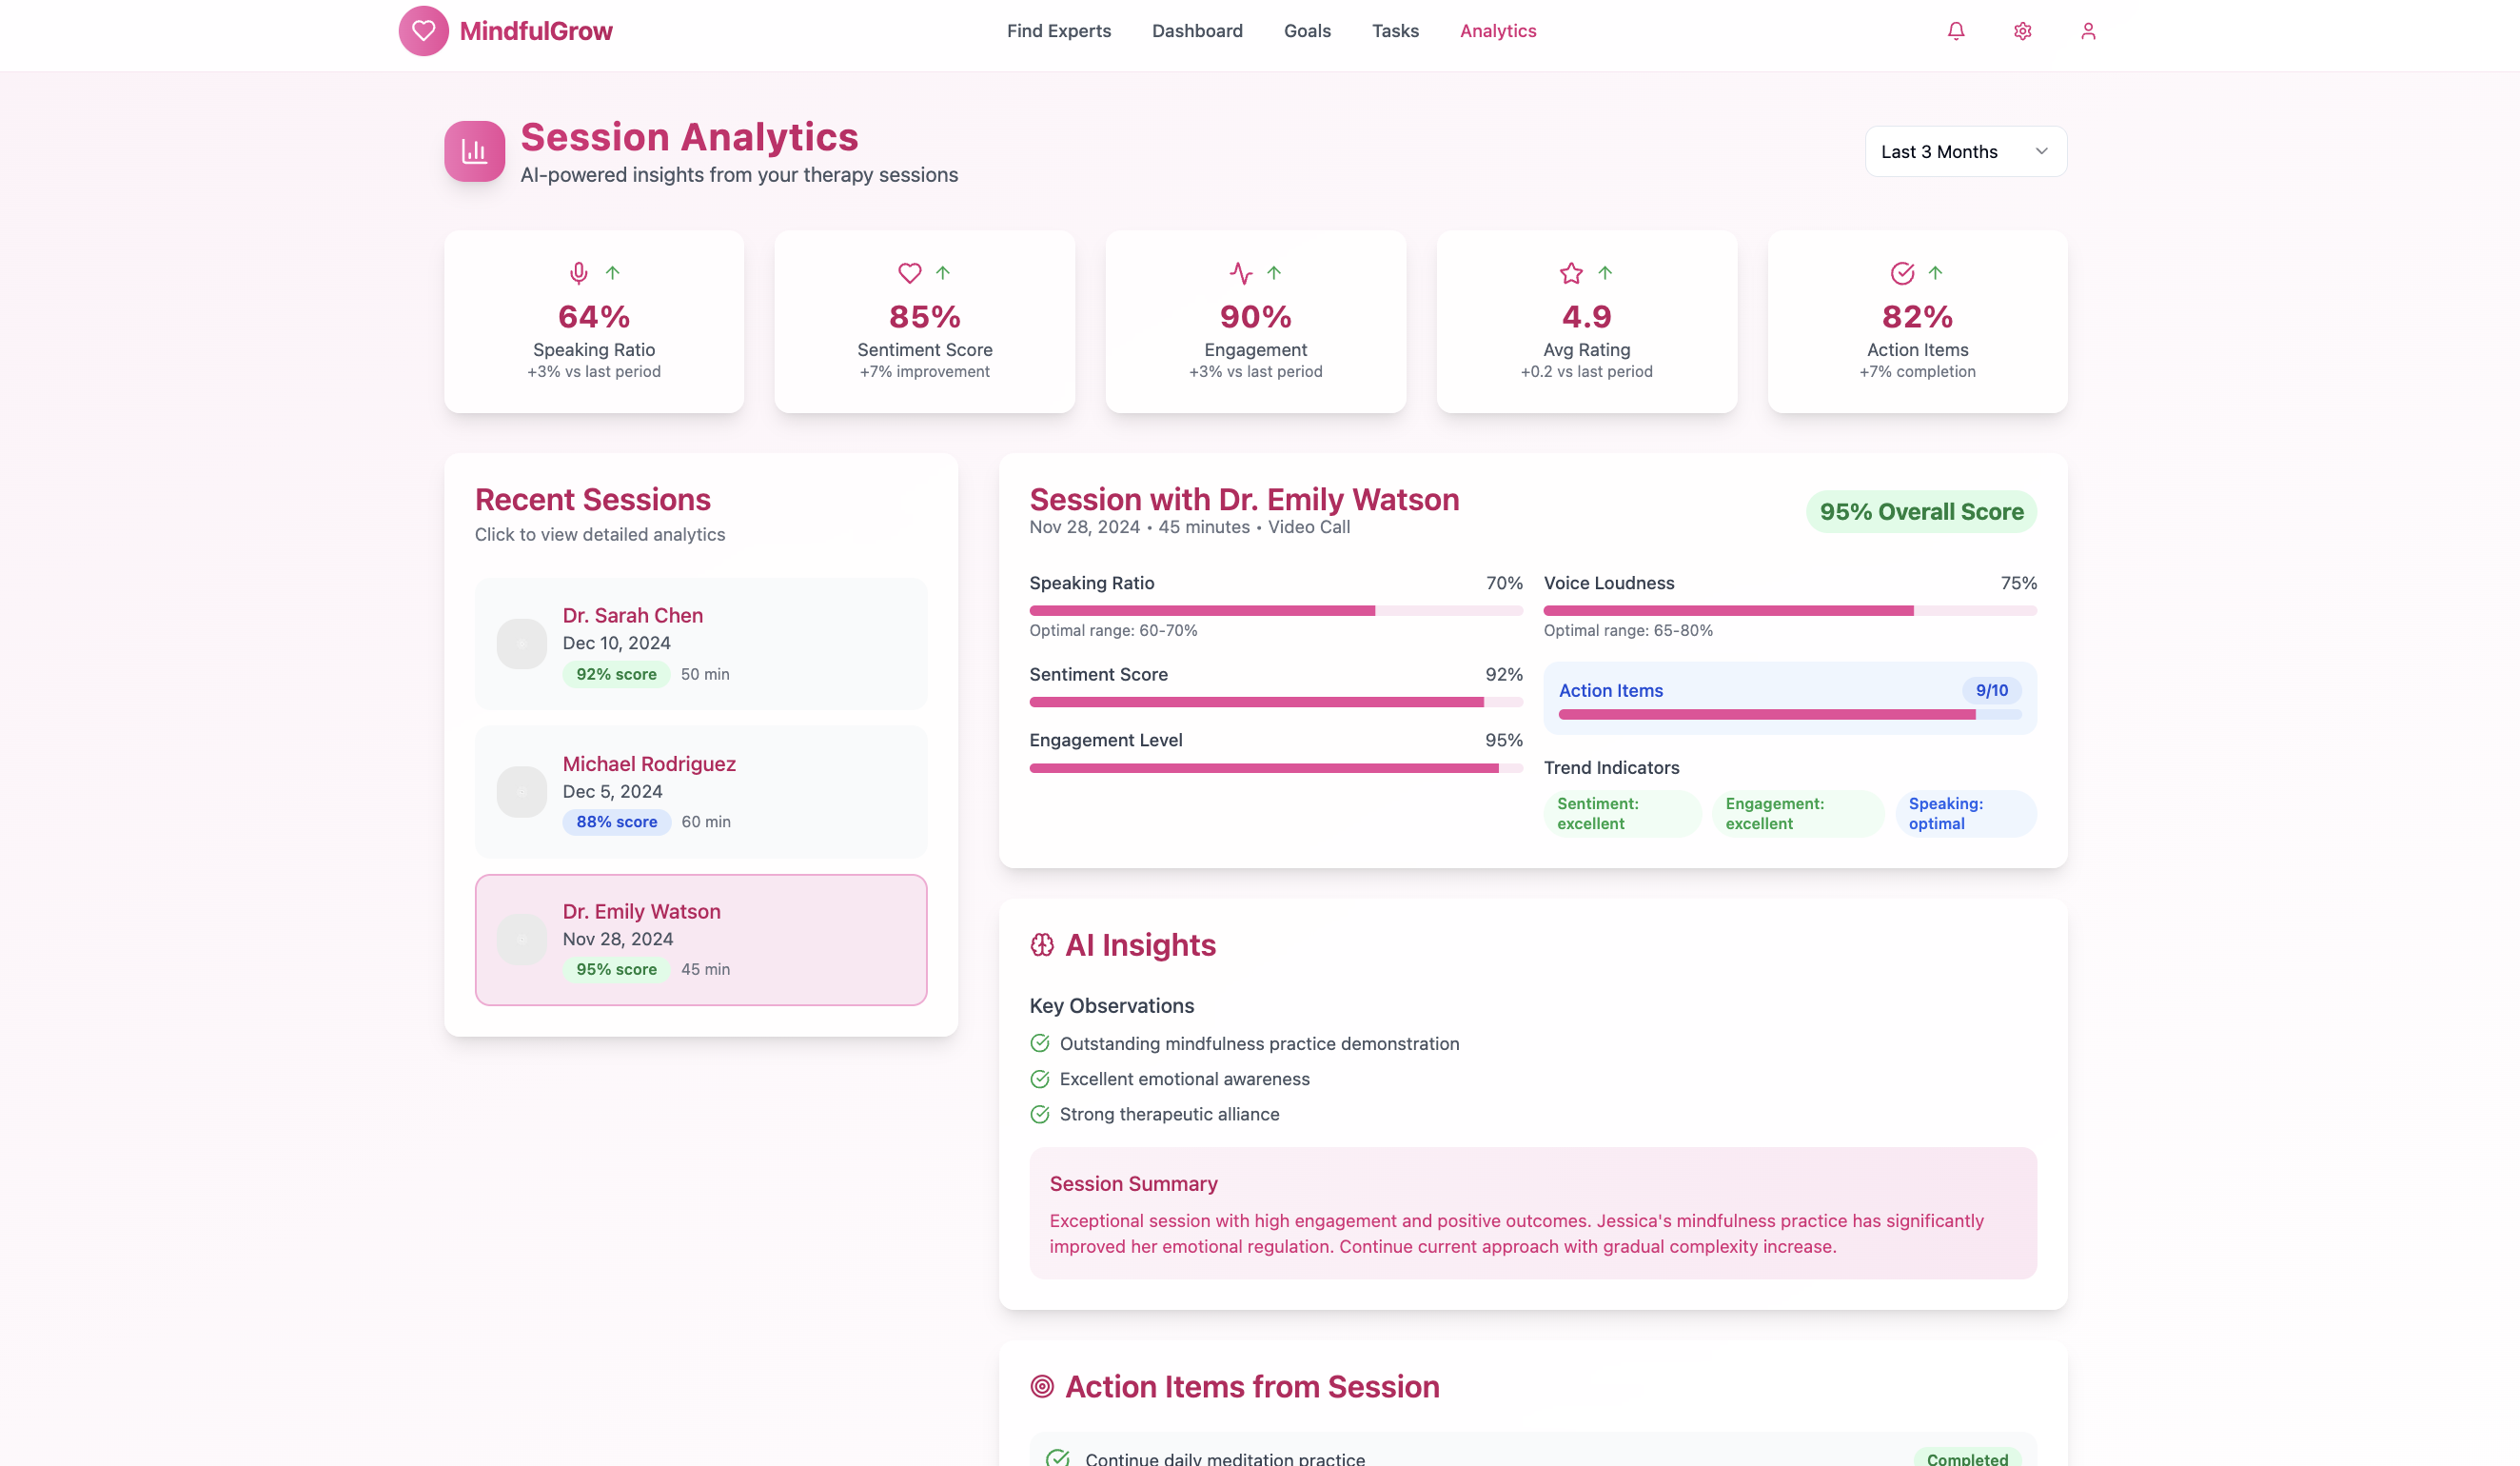 MindfulGrow
Find Experts
Dashboard
Goals
Tasks
Analytics
Session Analytics
AI-powered insights from your therapy sessions
Last 3 Months
64%
Speaking Ratio
+3% vs last period
85%
Sentiment Score
+7% improvement
90%
Engagement
+3% vs last period
4.9
Avg Rating
+0.2 vs last period
82%
Action Items
+7% completion
Recent Sessions
Click to view detailed analytics
Dr. Sarah Chen
Dec 10, 2024
92% score 50 min
Michael Rodriguez
Dec 5, 2024
88% score 60 min
Dr. Emily Watson
Nov 28, 2024
95% score 45 min
Session with Dr. Emily Watson
Nov 28, 2024 • 45 minutes • Video Call
95% Overall Score
Speaking Ratio 70%
Optimal range: 60-70%
Sentiment Score 92%
Engagement Level 95%
Voice Loudness 75%
Optimal range: 65-80%
Action Items 9/10
Trend Indicators
Sentiment:
excellent
Engagement:
excellent
Speaking:
optimal
AI Insights
Key Observations
Outstanding mindfulness practice demonstration
Excellent emotional awareness
Strong therapeutic alliance
Session Summary
Exceptional session with high engagement and positive outcomes. Jessica's mindfulness practice has significantly
improved her emotional regulation. Continue current approach with gradual complexity increase.
Action Items from Session
Continue daily meditation practice Completed